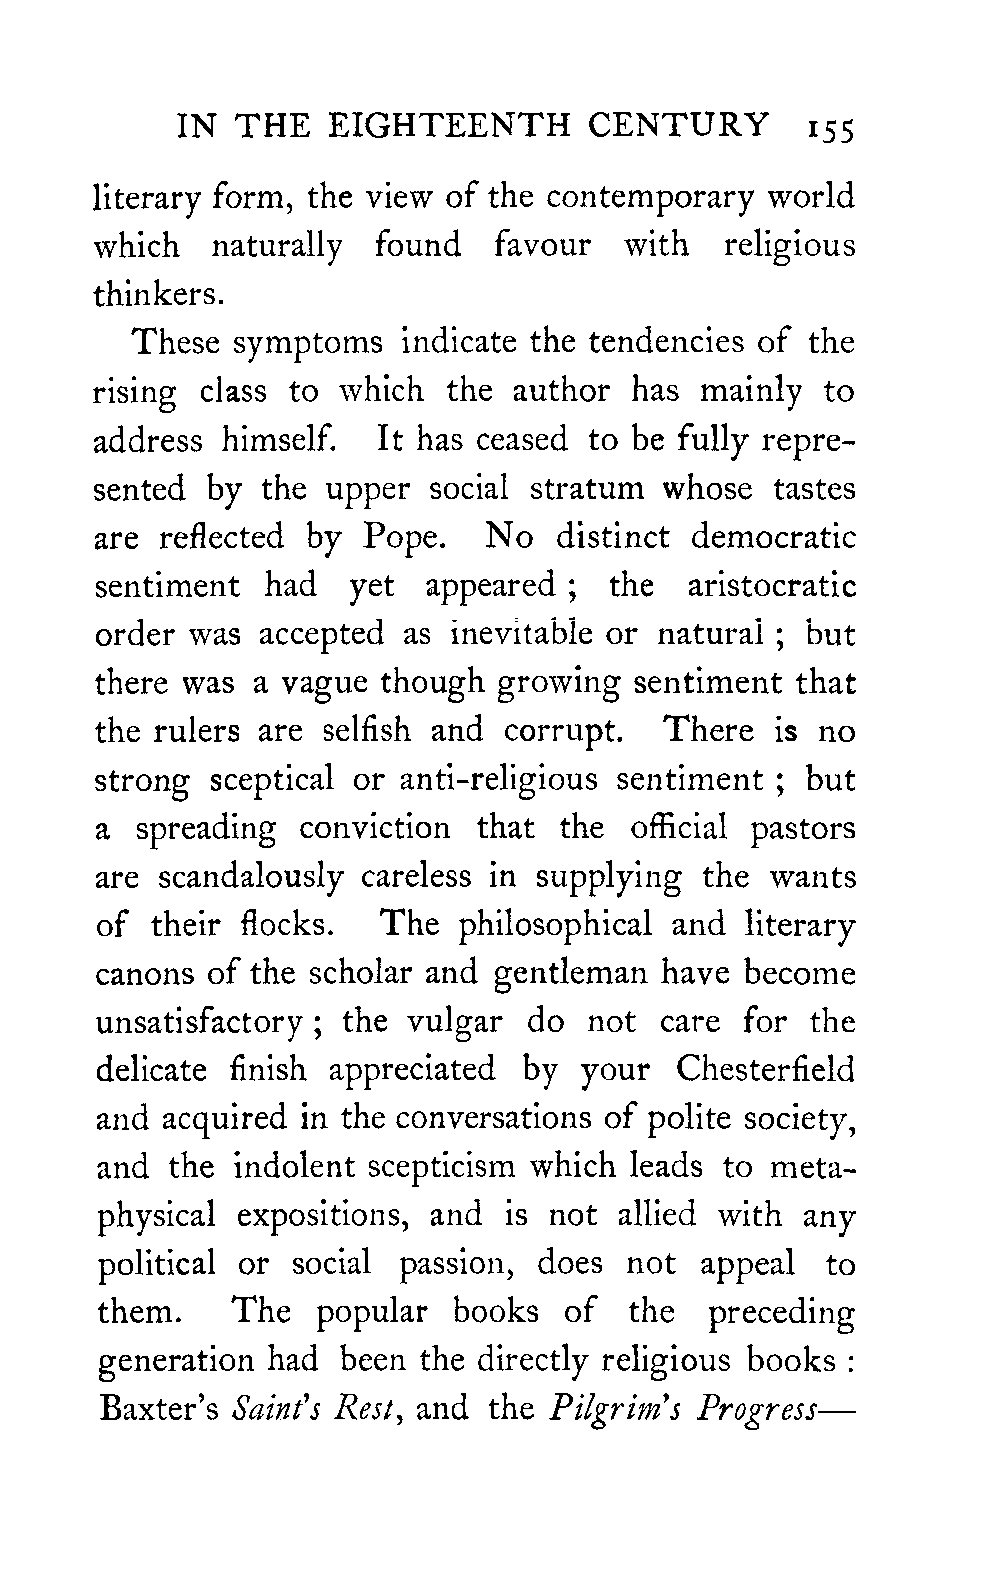 IN THE EIGHTEENTH CENTURY 155
literary form, the view of the contemporary world
which naturally found favour with religious
thinkers.
These symptoms indicate the tendencies of the
rising class to which the author has mainly to
address himself. It has ceased to be fully repre-
sented by the upper social stratum whose tastes
are reflected by Pope. No distinct democratic
sentiment had yet appeared ; the aristocratic
order was accepted as inevitable or natural ; but
there was a vague though growing sentiment that
the rulers are selfish and corrupt. There is no
strong sceptical or anti-religious sentiment ; but
a spreading conviction that the official pastors
are scandalously careless in supplying the wants
of their flocks. The philosophical and literary
canons of the scholar and gentleman have become
unsatisfactory ; the vulgar do not care for the
delicate finish appreciated by your Chesterfield
and acquired in the conversations of polite society,
and the indolent scepticism which leads to meta-
physical expositions, and is not allied with any
political or social passion, does not appeal to
them. The popular books of the preceding
generation had been the directly religious books :
Baxter's Saint's Rest, and the Pilgrim's Progress—